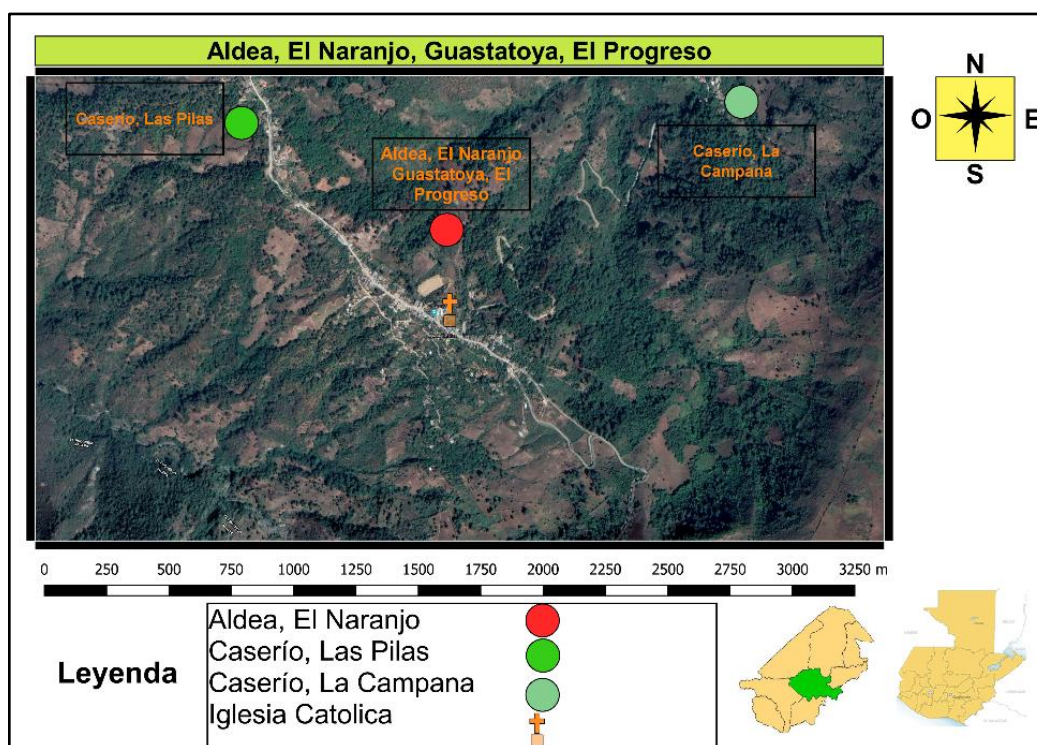 Aldea, El Naranjo, Guastatoya, El Progreso
N
O
E
S
Caserío, Las Pilas
Aldea, El Naranjo
Guastatoya, El
Progreso
Caserio, La
Campana
0 250 500 750 1000 1250 1500 1750 2000 2250 2500 2750 3000 3250 m
Leyenda
Aldea, El Naranjo
Caserío, Las Pilas
Caserío, La Campana
Iglesia Catolica